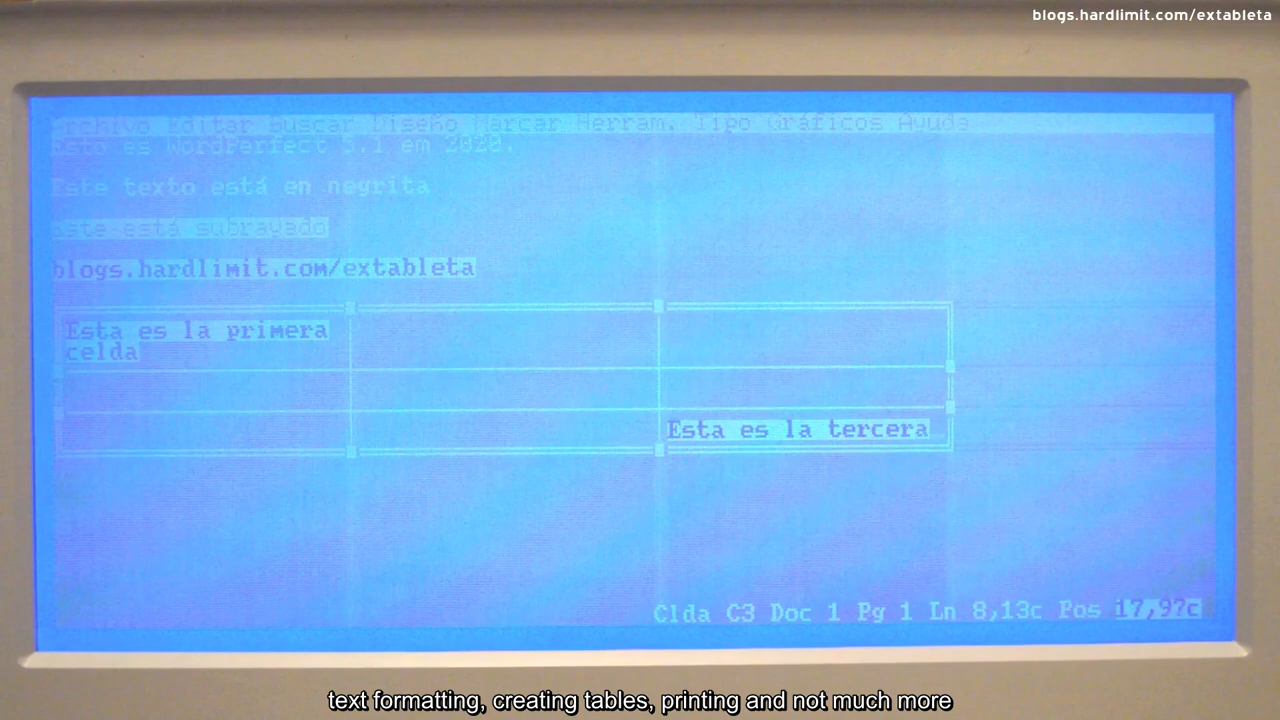 blogs.hardlimit.com/extableta
Archivo Editar Buscar Diseño Marcar Herram. Tipo Gráficos Ayuda
Esto es WordPerfect 5.1 em 2020.
Este texto está en negrita
Este está subrayado
blogs.hardlimit.com/extableta
Esta es la primera
celda
Esta es la tercera
Clda C3 Doc 1 Pg 1 Ln 8,13c Pos 17,97c
text formatting, creating tables, printing and not much more